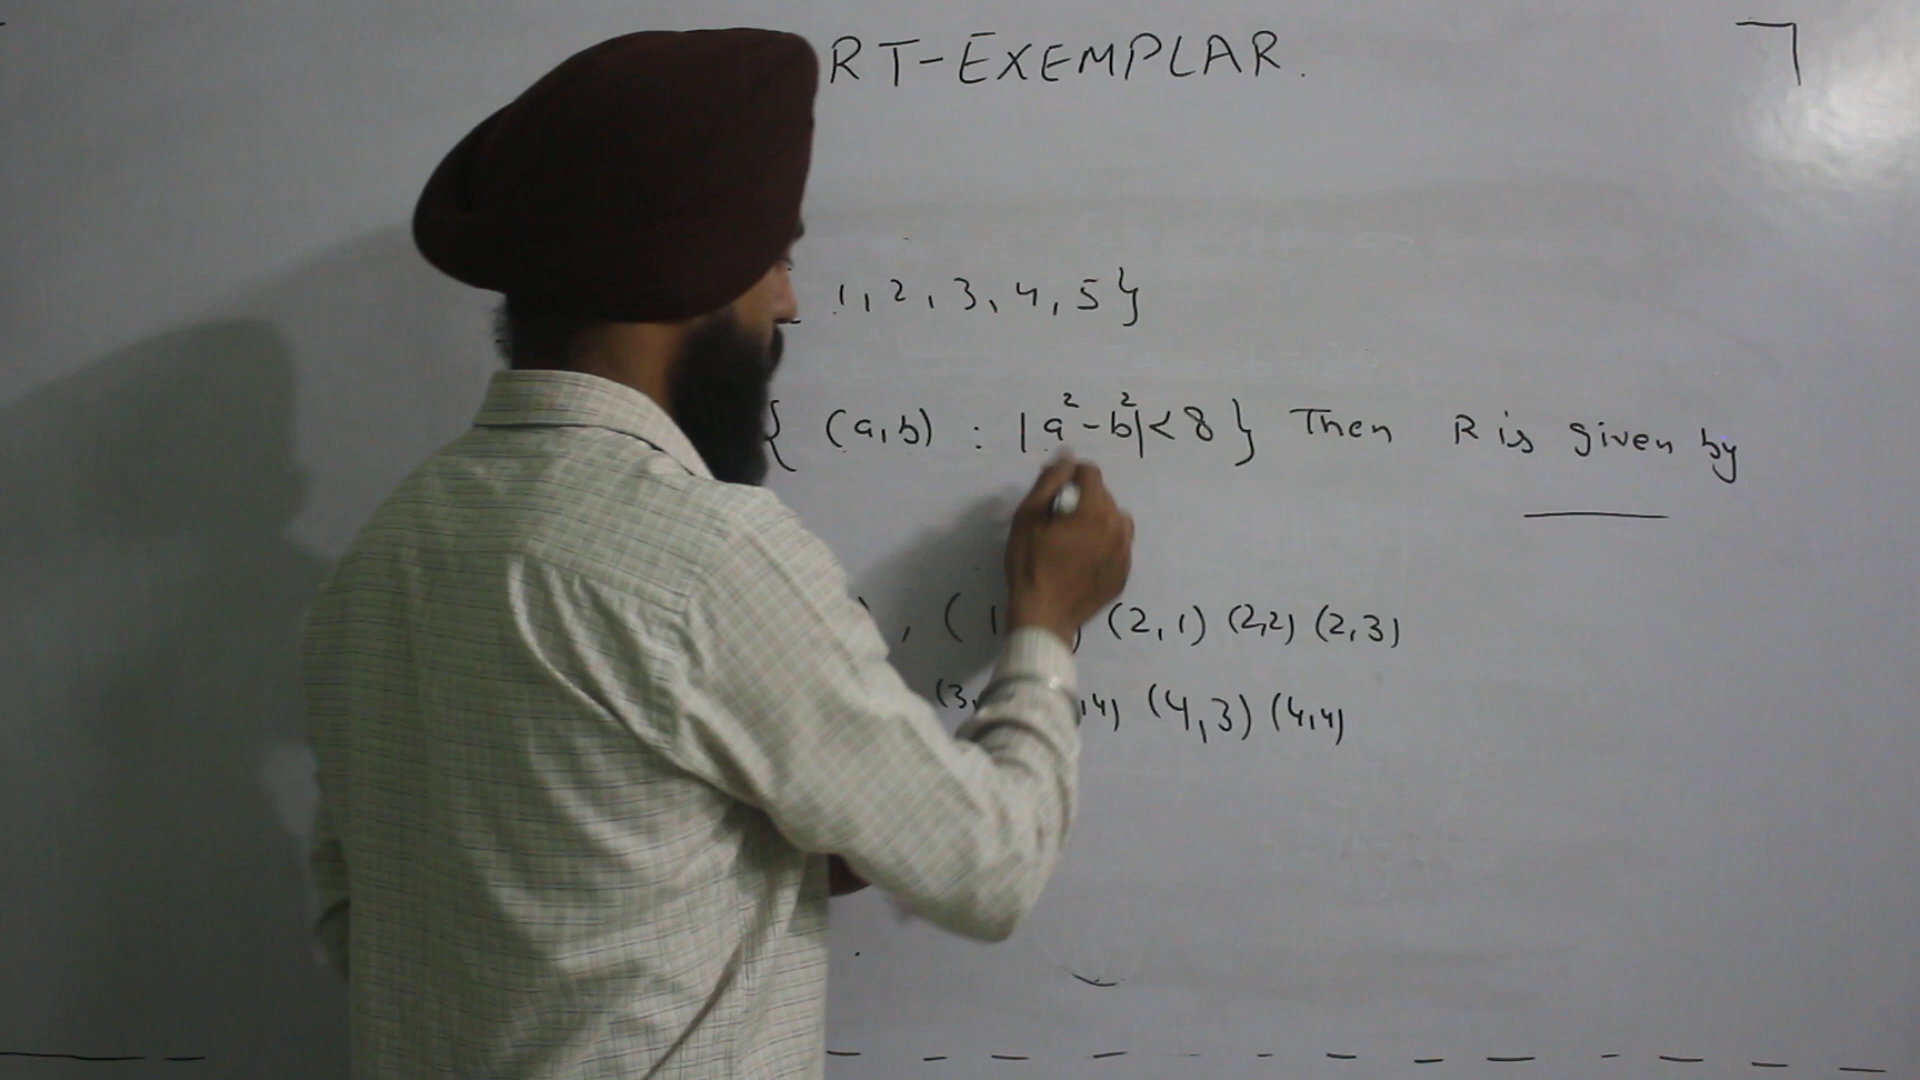 RT-EXEMPLAR.
1, 2, 3, 4, 5}
{ (a,b) : |a²-b²|<8 } Then R is given by
, (1 ) (2,1) (2,2) (2,3)
(3, ,4) (4,3) (4,4)